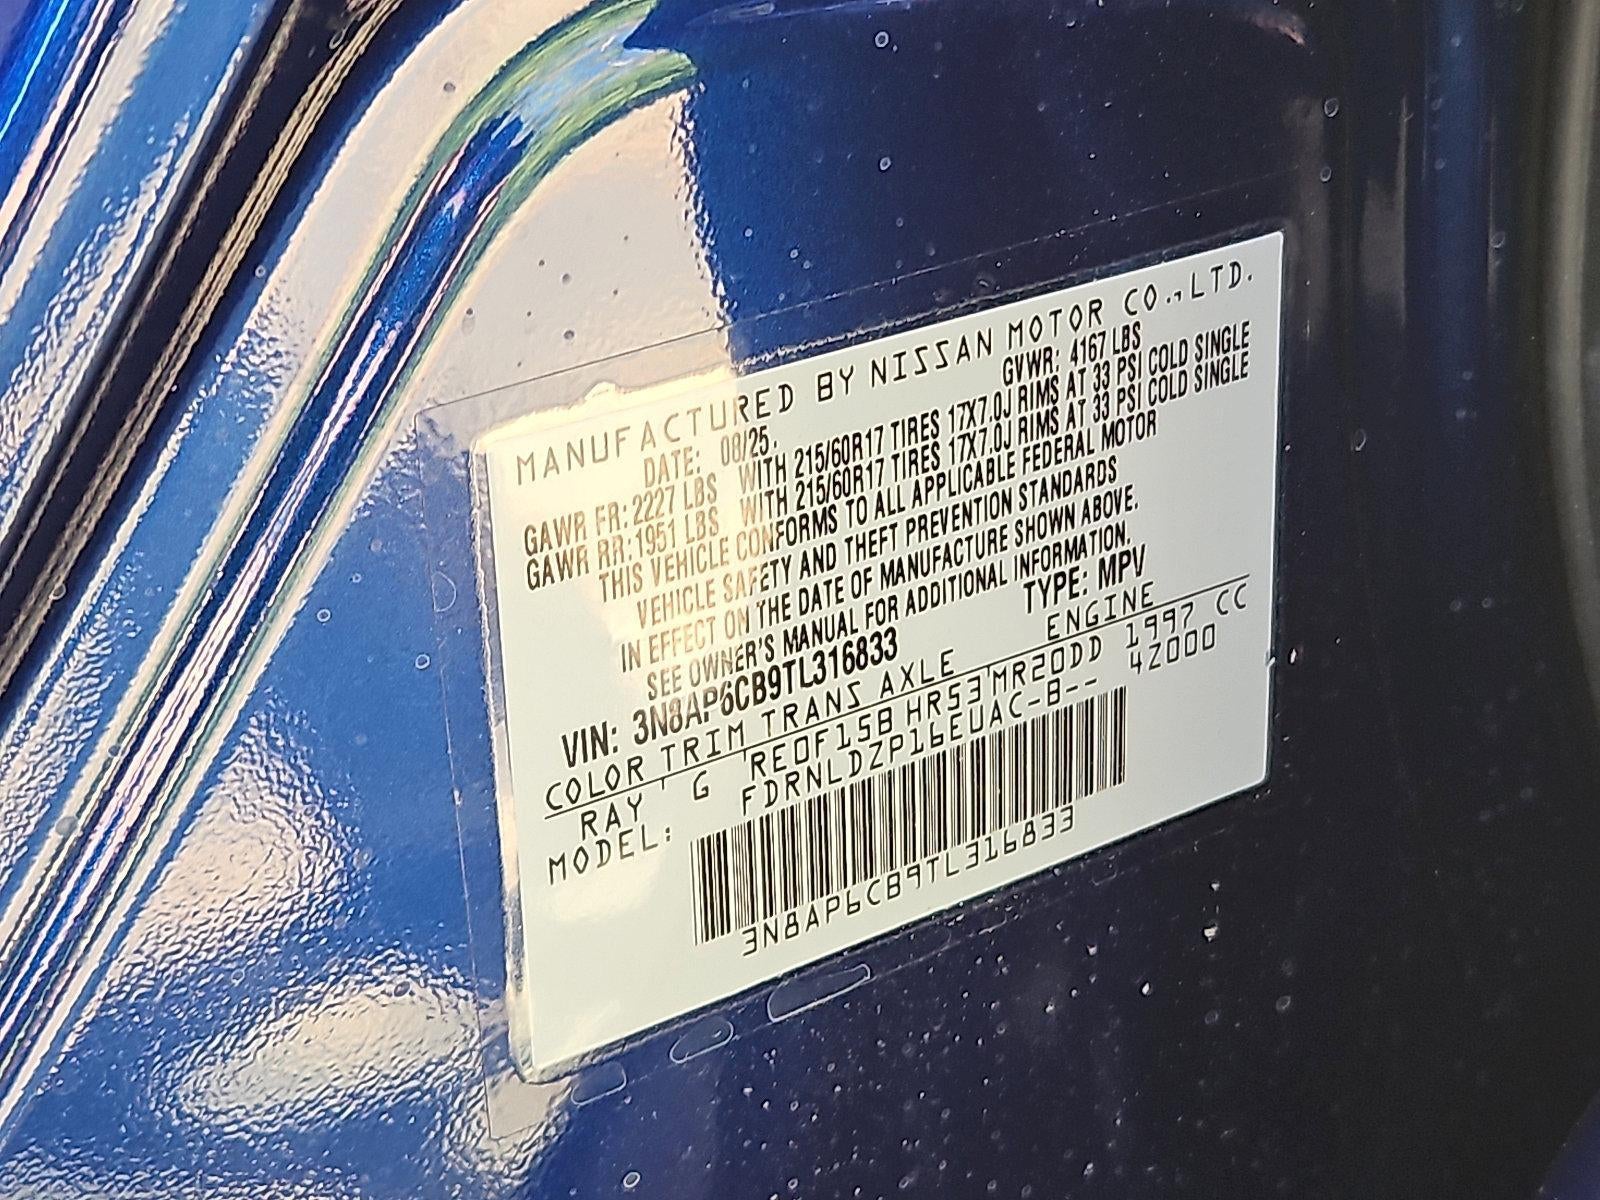 MANUFACTURED BY NISSAN MOTOR CO.,LTD.
DATE: 08/25. GVWR: 4167 LBS
GAWR FR: 2227 LBS WITH 215/60R17 TIRES 17X7.0J RIMS AT 33 PSI COLD SINGLE
GAWR RR: 1951 LBS WITH 215/60R17 TIRES 17X7.0J RIMS AT 33 PSI COLD SINGLE
THIS VEHICLE CONFORMS TO ALL APPLICABLE FEDERAL MOTOR
VEHICLE SAFETY AND THEFT PREVENTION STANDARDS
IN EFFECT ON THE DATE OF MANUFACTURE SHOWN ABOVE.
SEE OWNER'S MANUAL FOR ADDITIONAL INFORMATION.
VIN: 3N8AP6CB9TL316833 TYPE: MPV
COLOR TRIM TRANS AXLE ENGINE
RAY G RE0F15B HR53 MR20DD 1997 CC
MODEL: FDRNLDZP16EUAC-B-- 4Z000
3N8AP6CB9TL316833